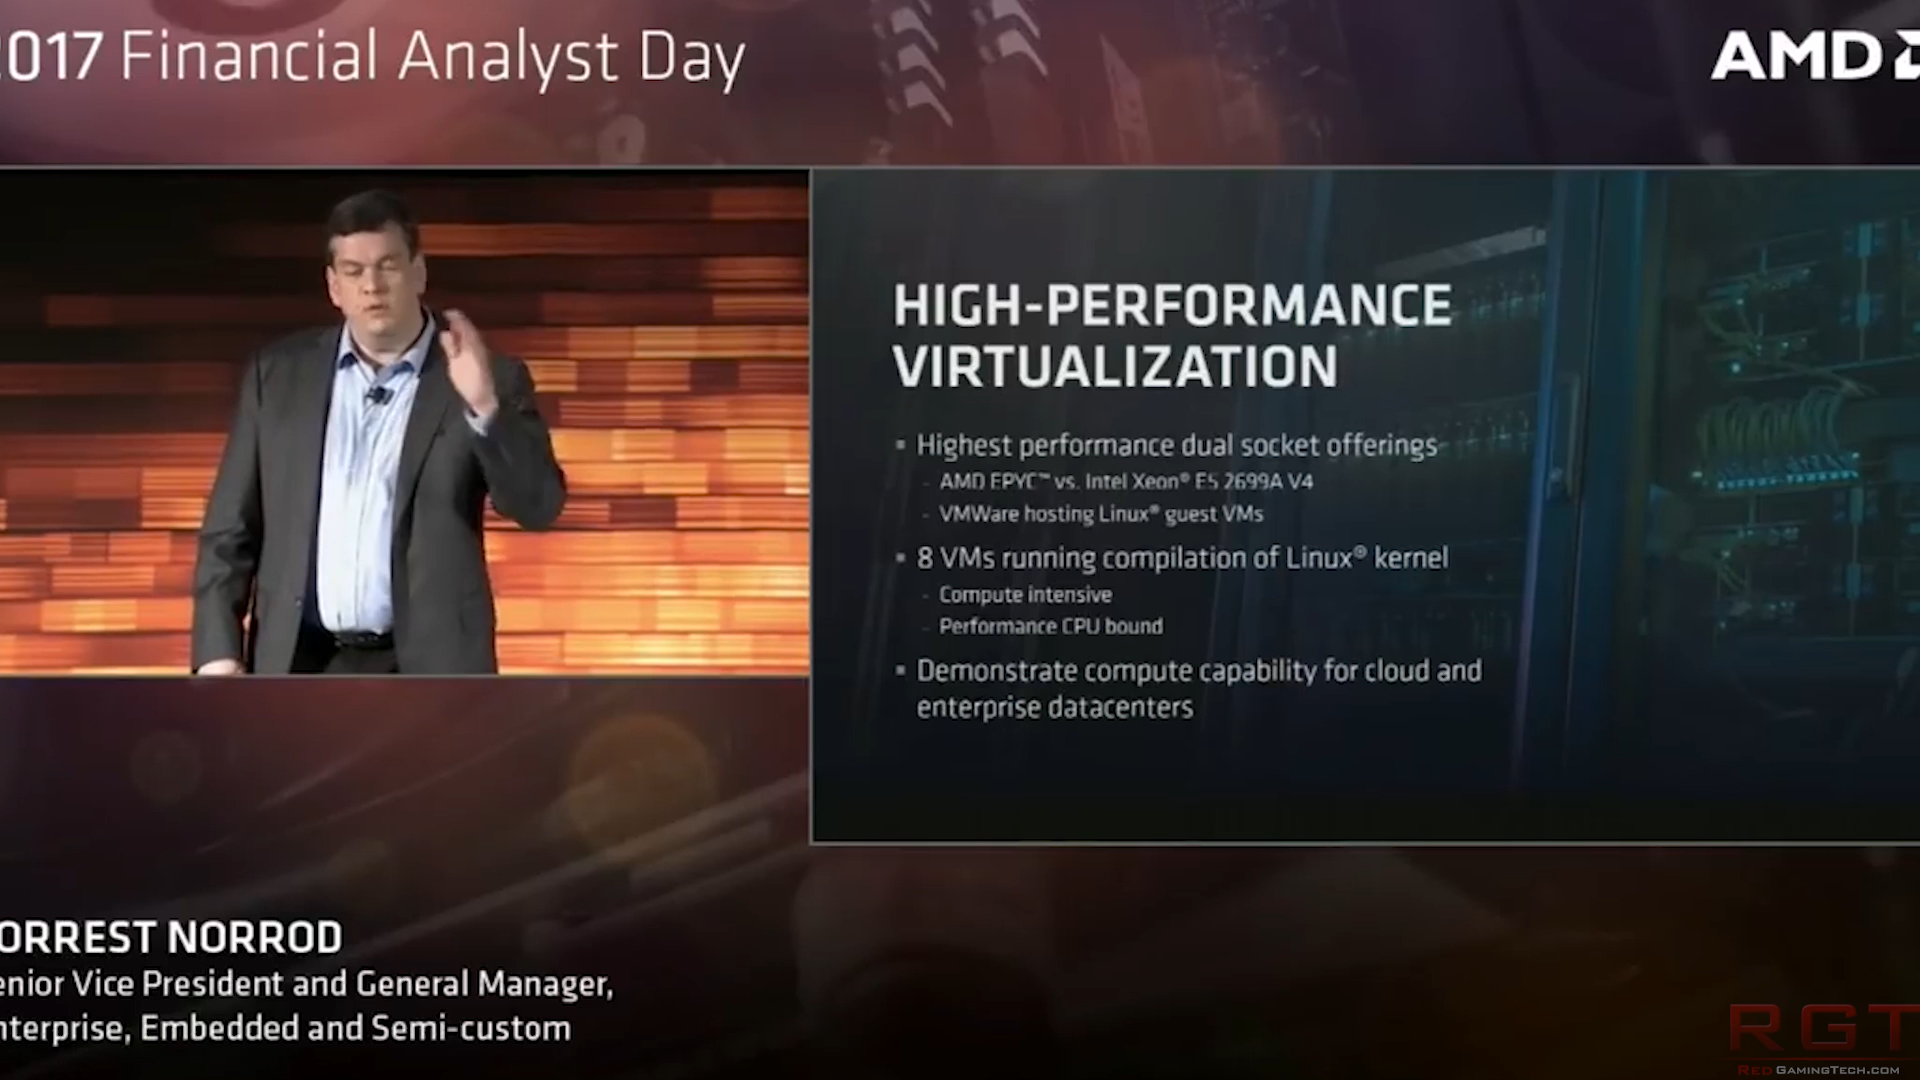 017 Financial Analyst Day
AMD
HIGH-PERFORMANCE
VIRTUALIZATION
▪ Highest performance dual socket offerings
- AMD EPYC™ vs. Intel Xeon® E5 2699A V4
- VMWare hosting Linux® guest VMs
▪ 8 VMs running compilation of Linux® kernel
- Compute intensive
- Performance CPU bound
▪ Demonstrate compute capability for cloud and
enterprise datacenters
ORREST NORROD
enior Vice President and General Manager,
nterprise, Embedded and Semi-custom
RGT
REDGAMINGTECH.COM